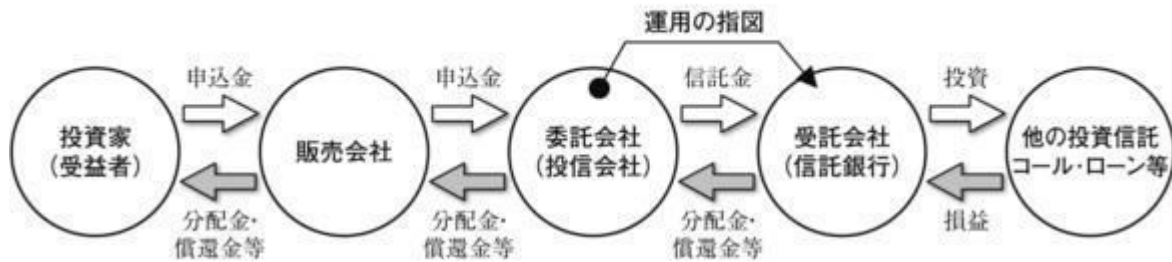 運用の指図
申込金
申込金
信託金
投資
投資家
(受益者)
販売会社
委託会社
(投信会社)
受託会社
(信託銀行)
他の投資信託
コール・ローン等
分配金・
償還金等
分配金・
償還金等
分配金・
償還金等
損益